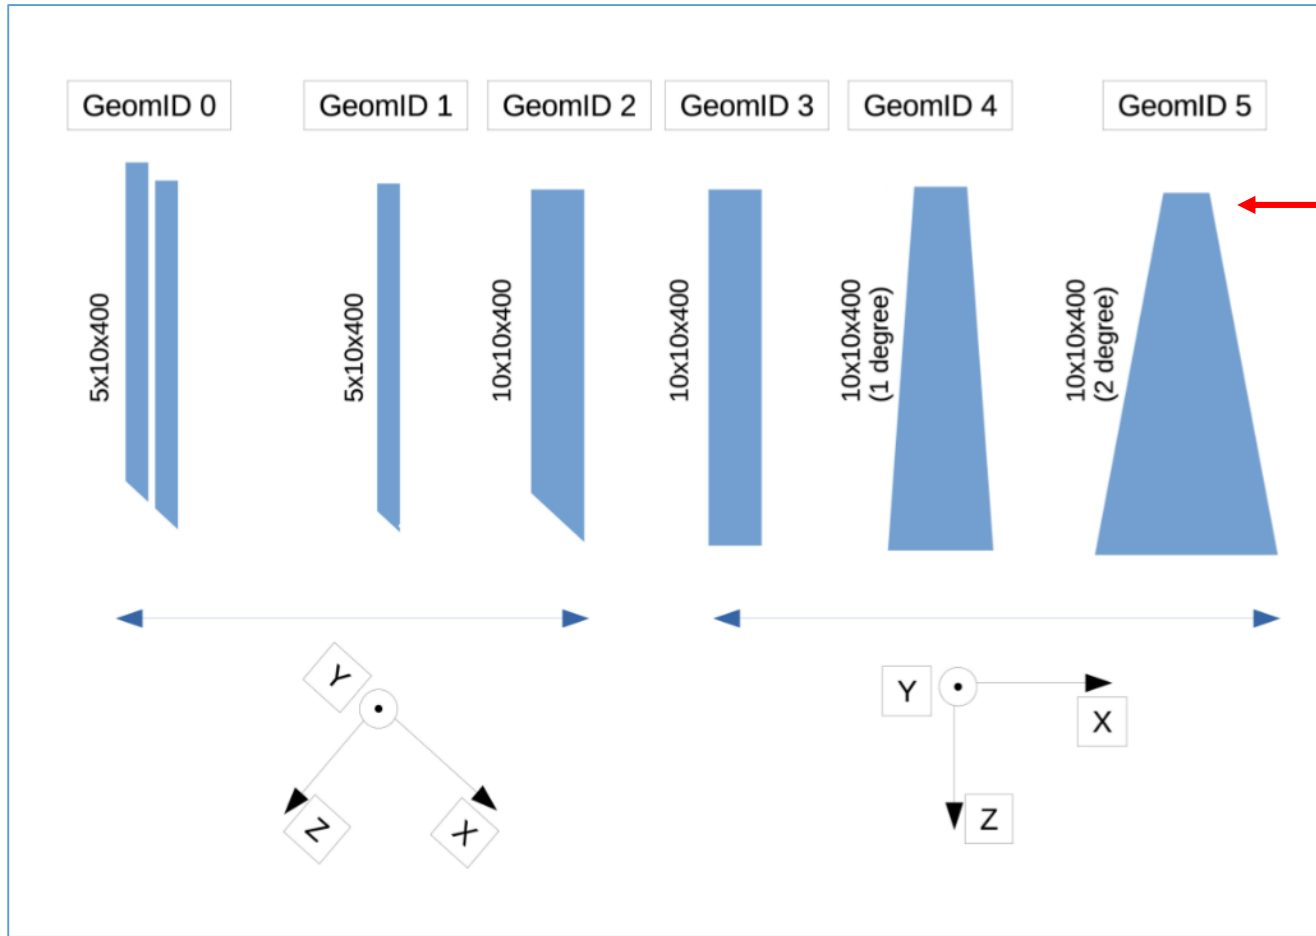 GeomID 0
GeomID 1
GeomID 2
GeomID 3
GeomID 4
GeomID 5
5x10x400
5x10x400
10x10x400
10x10x400
10x10x400
(1 degree)
10x10x400
(2 degree)
Y
Z
X
Y
X
Z